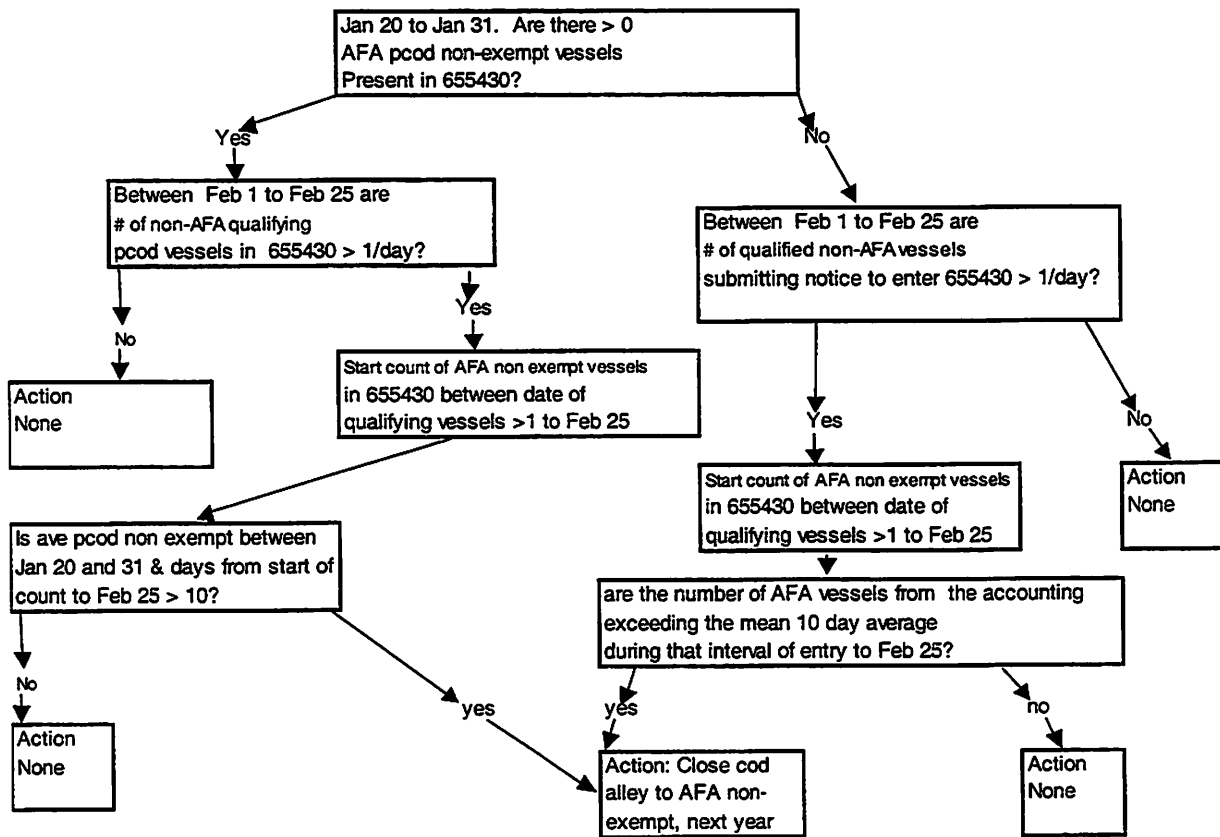 Jan 20 to Jan 31. Are there > 0
AFA pcod non-exempt vessels
Present in 655430?
Yes
No
Between Feb 1 to Feb 25 are
# of non-AFA qualifying
pcod vessels in 655430 > 1/day?
Between Feb 1 to Feb 25 are
# of qualified non-AFA vessels
submitting notice to enter 655430 > 1/day?
No
Yes
Action
None
Start count of AFA non exempt vessels
in 655430 between date of
qualifying vessels >1 to Feb 25
Yes
No
Start count of AFA non exempt vessels
in 655430 between date of
qualifying vessels >1 to Feb 25
Action
None
Is ave pcod non exempt between
Jan 20 and 31 & days from start of
count to Feb 25 > 10?
are the number of AFA vessels from the accounting
exceeding the mean 10 day average
during that interval of entry to Feb 25?
No
yes
yes
no
Action
None
Action: Close cod
alley to AFA non-
exempt, next year
Action
None